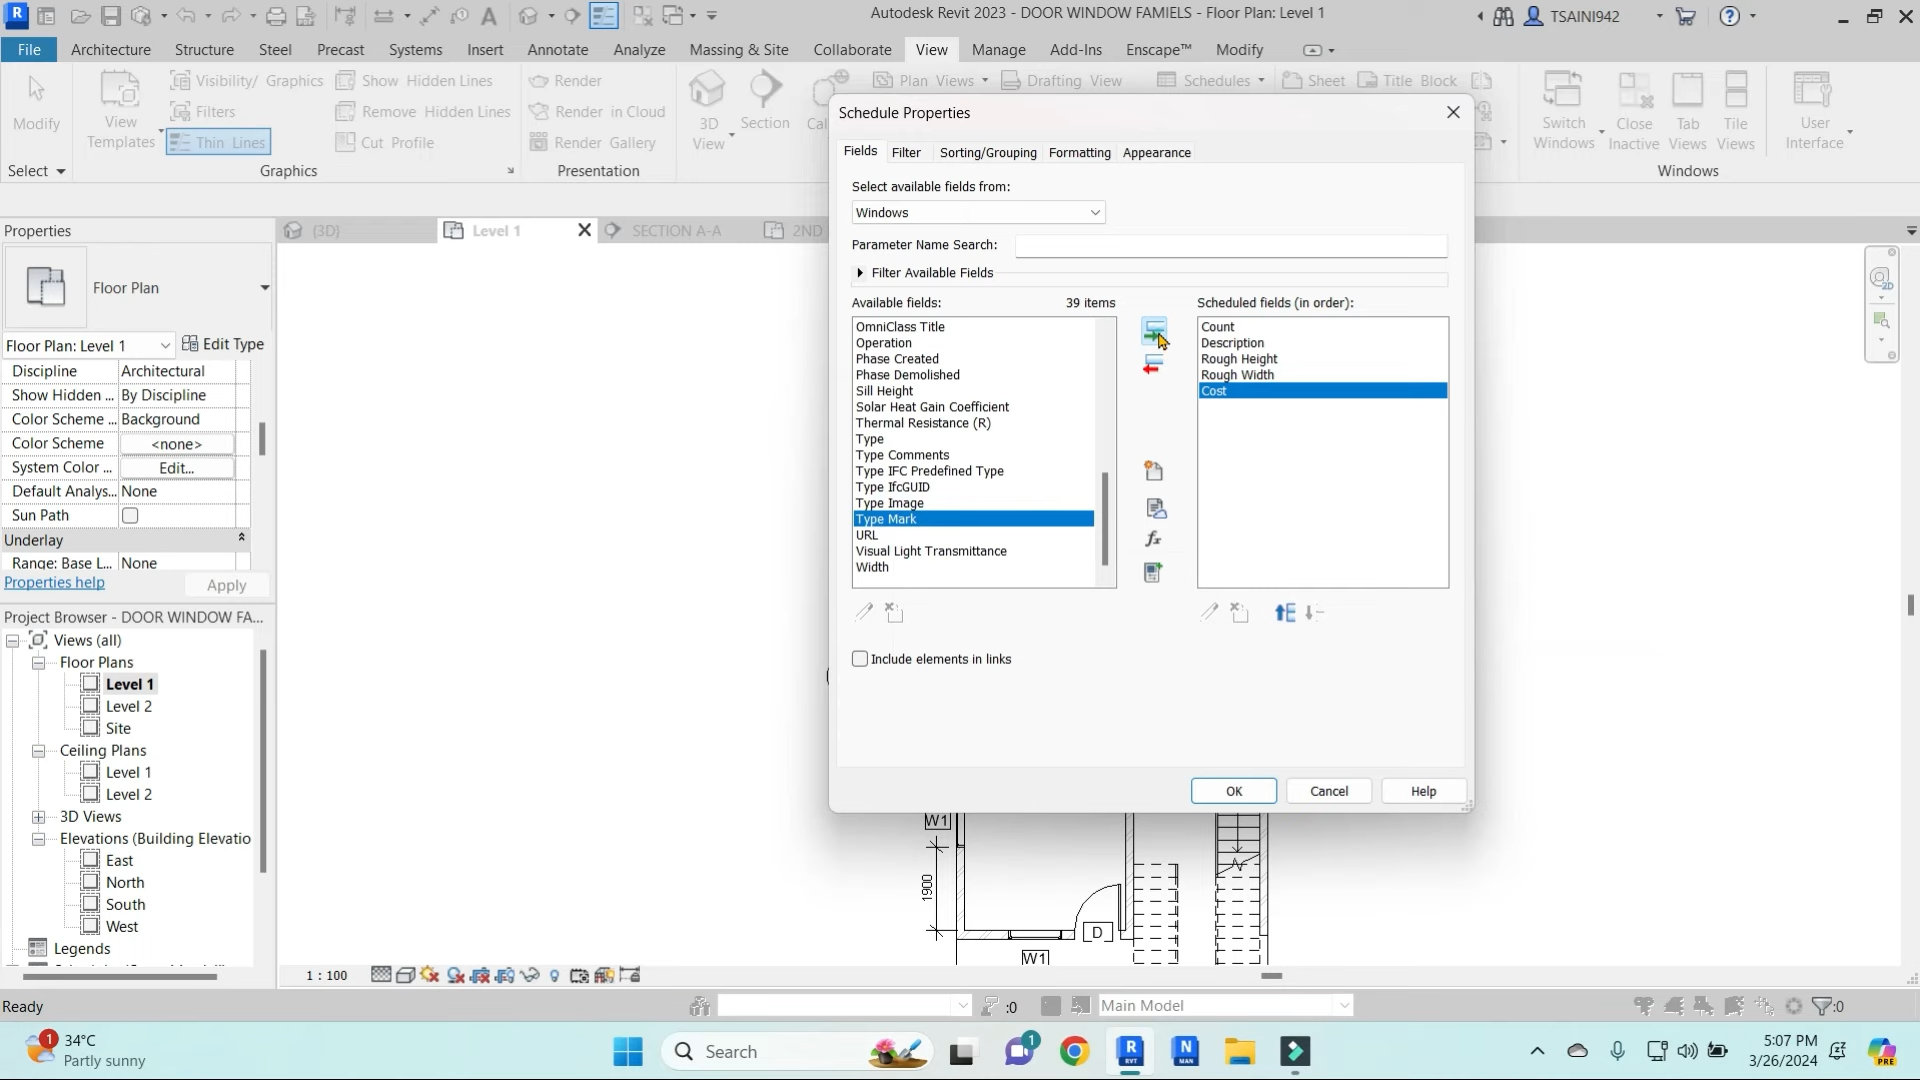 Autodesk Revit 2023 - DOOR WINDOW FAMIELS - Floor Plan: Level 1
TSAINI942
File Architecture Structure Steel Precast Systems Insert Annotate Analyze Massing & Site Collaborate View Manage Add-Ins Enscape™ Modify
Modify
Select
View
Templates
Visibility/ Graphics
Filters
Thin Lines
Show Hidden Lines
Remove Hidden Lines
Cut Profile
Graphics
Render
Render in Cloud
Render Gallery
Presentation
3D
View
Section
Plan Views
Drafting View
Schedules
Sheet
Title Block
Switch
Windows
Close
Inactive
Tab
Views
Tile
Views
User
Interface
Windows
Properties
Floor Plan
Floor Plan: Level 1
Edit Type
Discipline Architectural
Show Hidden ... By Discipline
Color Scheme ... Background
Color Scheme <none>
System Color ... Edit...
Default Analys... None
Sun Path
Underlay
Range: Base L... None
Properties help
Apply
Project Browser - DOOR WINDOW FA...
Views (all)
Floor Plans
Level 1
Level 2
Site
Ceiling Plans
Level 1
Level 2
3D Views
Elevations (Building Elevatio
East
North
South
West
Legends
{3D}
Level 1
SECTION A-A
2ND
Schedule Properties
Fields Filter Sorting/Grouping Formatting Appearance
Select available fields from:
Windows
Parameter Name Search:
Filter Available Fields
Available fields: 39 items
OmniClass Title
Operation
Phase Created
Phase Demolished
Sill Height
Solar Heat Gain Coefficient
Thermal Resistance (R)
Type
Type Comments
Type IFC Predefined Type
Type IfcGUID
Type Image
Type Mark
URL
Visual Light Transmittance
Width
Scheduled fields (in order):
Count
Description
Rough Height
Rough Width
Cost
Include elements in links
OK Cancel Help
W1
1900
D
W1
1 : 100
Ready
:0
Main Model
:0
1
34°C
Partly sunny
Search
1
5:07 PM
3/26/2024